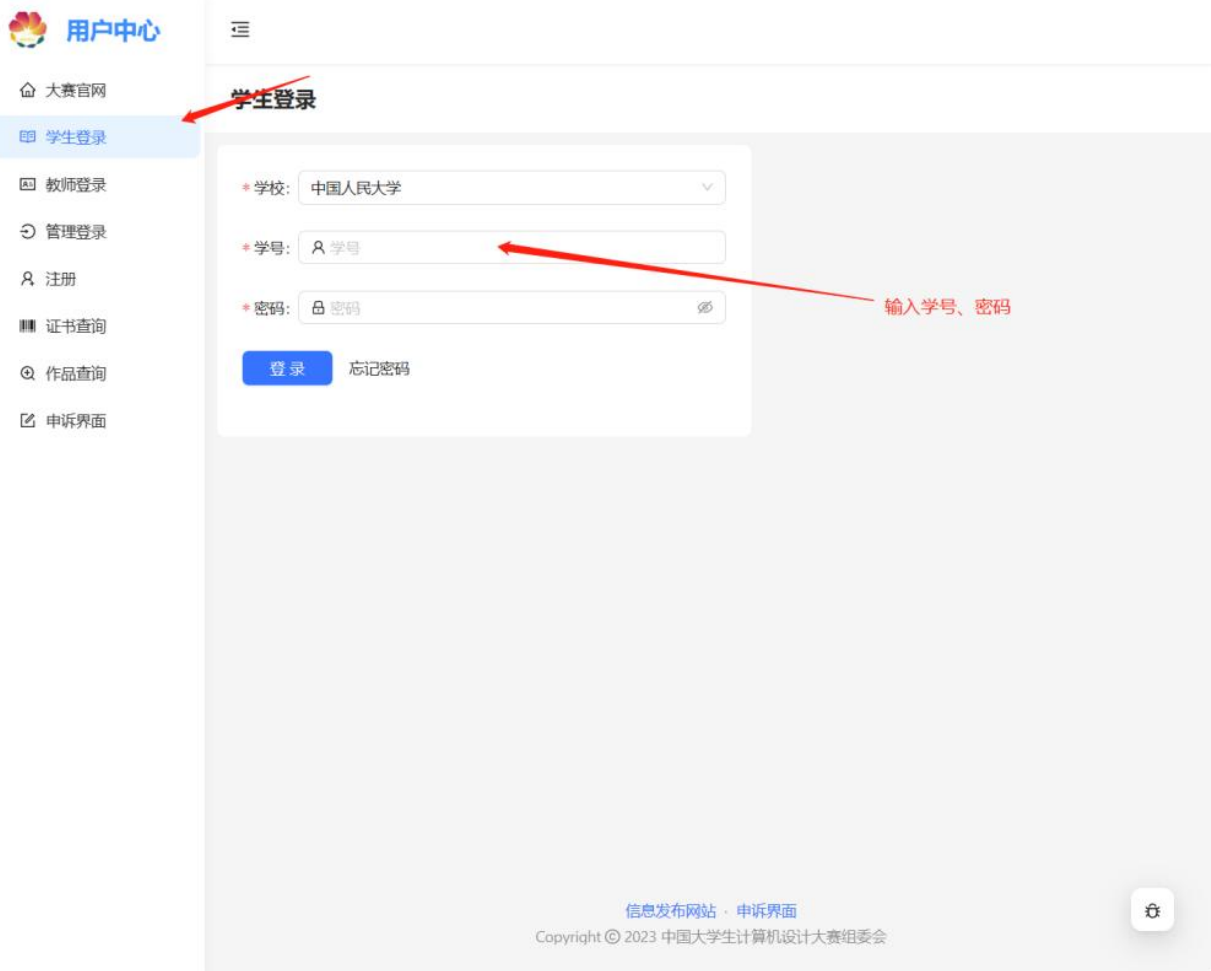 用户中心
大赛官网
学生登录
教师登录
管理登录
注册
证书查询
作品查询
申诉界面
学生登录
* 学校: 中国人民大学
* 学号: 学号
* 密码: 密码
输入学号、密码
登 录 忘记密码
信息发布网站 · 申诉界面
Copyright © 2023 中国大学生计算机设计大赛组委会